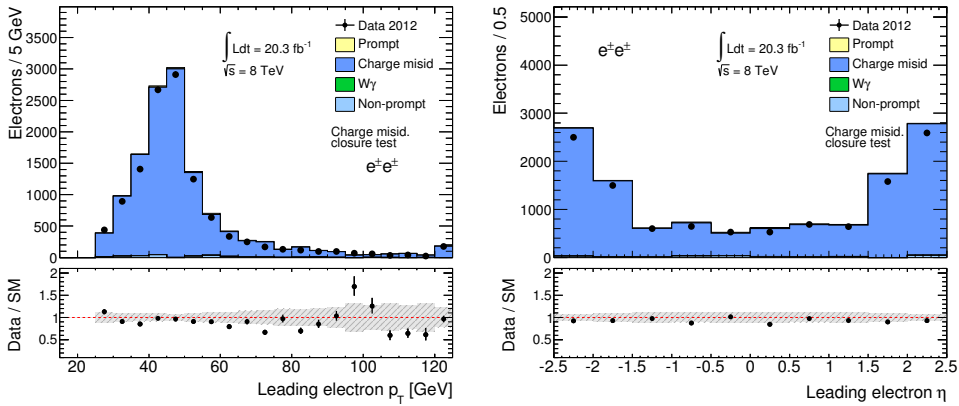 Electrons / 5 GeV
3500
3000
2500
2000
1500
1000
500
0
∫ Ldt = 20.3 fb⁻¹
√s = 8 TeV
Data 2012
Prompt
Charge misid
Wγ
Non-prompt
Charge misid.
closure test
e±e±
Data / SM
2
1.5
1
0.5
20 40 60 80 100 120
Leading electron p_T [GeV]
Electrons / 0.5
5000
4000
3000
2000
1000
0
e±e±
∫ Ldt = 20.3 fb⁻¹
√s = 8 TeV
Data 2012
Prompt
Charge misid
Wγ
Non-prompt
Charge misid.
closure test
Data / SM
2
1.5
1
0.5
-2.5 -2 -1.5 -1 -0.5 0 0.5 1 1.5 2 2.5
Leading electron η